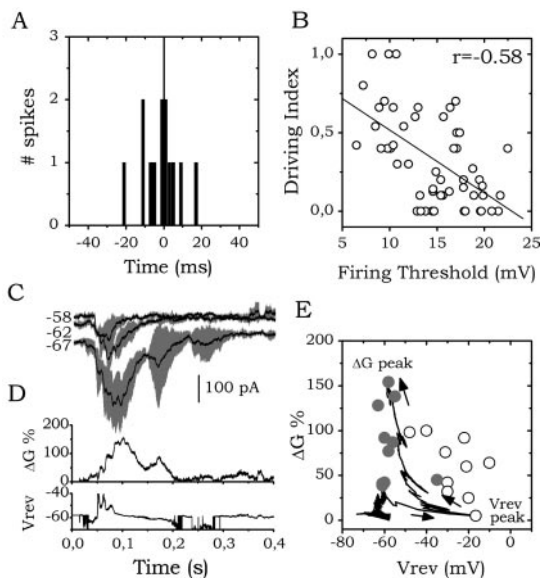 A
# spikes
3
2
1
0
-40 -20 0 20 40
Time (ms)
B
r=-0.58
Driving Index
1,0
0,5
0,0
5 10 15 20 25
Firing Threshold (mV)
C
-58
-62
-67
100 pA
D
ΔG %
200
100
0
Vrev
-40
-60
0,0 0,1 0,2 0,3 0,4
Time (s)
E
ΔG %
200
150
100
50
0
ΔG peak
Vrev
peak
-80 -60 -40 -20 0
Vrev (mV)